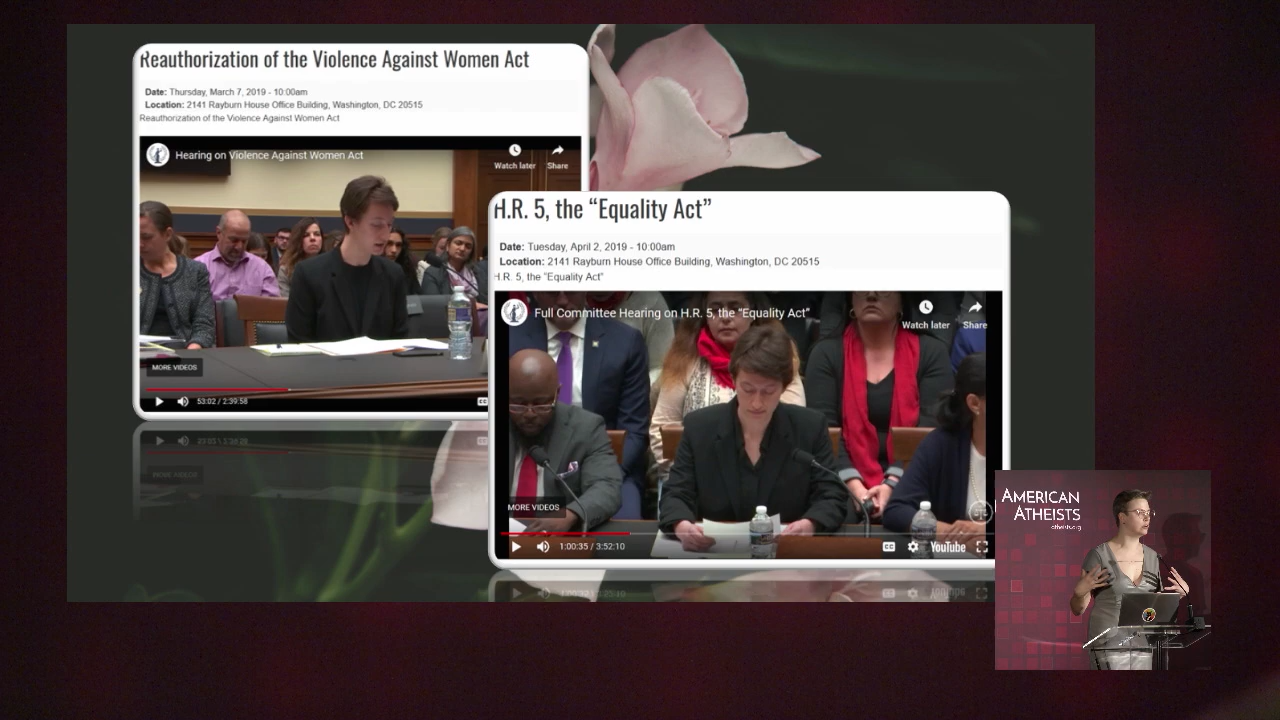 Reauthorization of the Violence Against Women Act
Date: Thursday, March 7, 2019 - 10:00am
Location: 2141 Rayburn House Office Building, Washington, DC 20515
Reauthorization of the Violence Against Women Act
Hearing on Violence Against Women Act
Watch later
Share
MORE VIDEOS
53:02 / 2:39:58
CC
H.R. 5, the “Equality Act”
Date: Tuesday, April 2, 2019 - 10:00am
Location: 2141 Rayburn House Office Building, Washington, DC 20515
H.R. 5, the "Equality Act"
Full Committee Hearing on H.R. 5, the “Equality Act”
Watch later
Share
MORE VIDEOS
1:00:35 / 3:52:10
CC
YouTube
AMERICAN
ATHEISTS
atheists.org